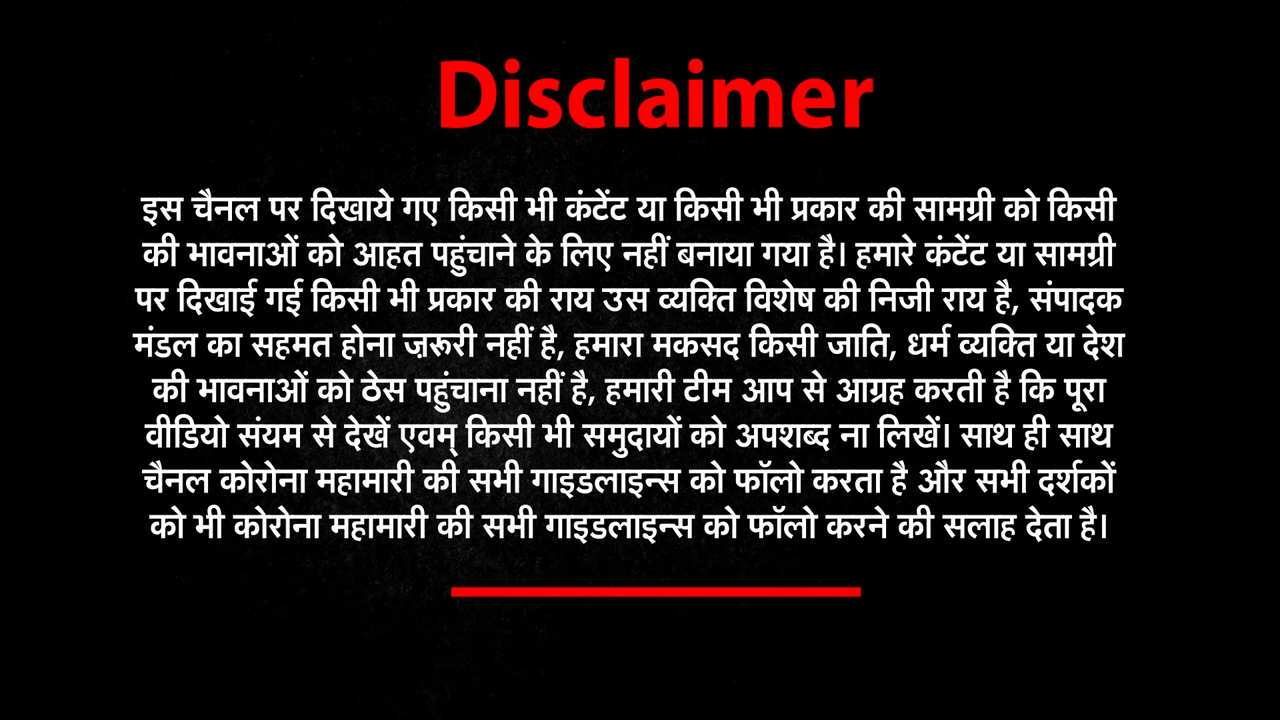 Disclaimer
इस चैनल पर दिखाये गए किसी भी कंटेंट या किसी भी प्रकार की सामग्री को किसी
की भावनाओं को आहत पहुंचाने के लिए नहीं बनाया गया है। हमारे कंटेंट या सामग्री
पर दिखाई गई किसी भी प्रकार की राय उस व्यक्ति विशेष की निजी राय है, संपादक
मंडल का सहमत होना ज़रूरी नहीं है, हमारा मकसद किसी जाति, धर्म व्यक्ति या देश
की भावनाओं को ठेस पहुंचाना नहीं है, हमारी टीम आप से आग्रह करती है कि पूरा
वीडियो संयम से देखें एवम् किसी भी समुदायों को अपशब्द ना लिखें। साथ ही साथ
चैनल कोरोना महामारी की सभी गाइडलाइन्स को फॉलो करता है और सभी दर्शकों
को भी कोरोना महामारी की सभी गाइडलाइन्स को फॉलो करने की सलाह देता है।